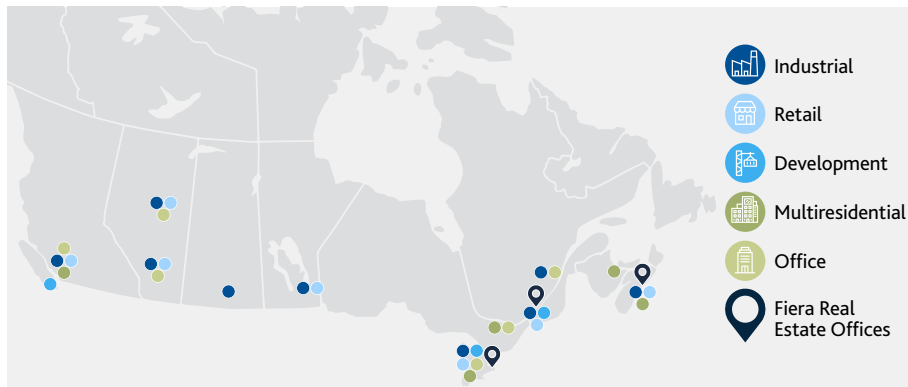 Industrial
Retail
Development
Multiresidential
Office
Fiera Real
Estate Offices